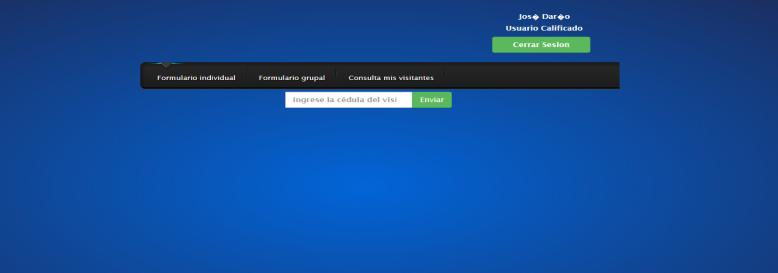 Jos� Dar�o
Usuario Calificado
Cerrar Sesion
Formulario individual
Formulario grupal
Consulta mis visitantes
Ingrese la cédula del visi
Enviar